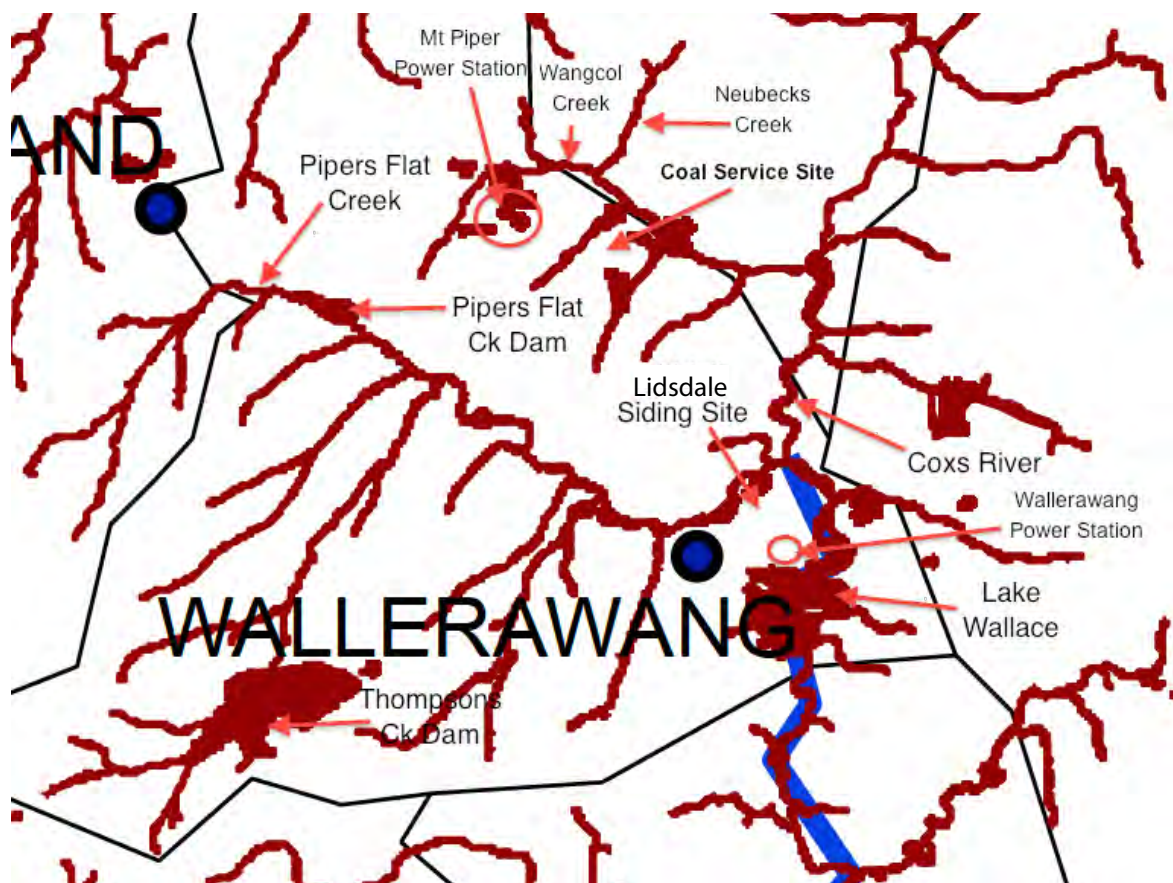 Mt Piper
Power Station
Wangcol
Creek
Neubecks
Creek
AND
Pipers Flat
Creek
Coal Service Site
Pipers Flat
Ck Dam
Lidsdale
Siding Site
Coxs River
Wallerawang
Power Station
Lake
Wallace
WALLERAWANG
Thompsons
Ck Dam